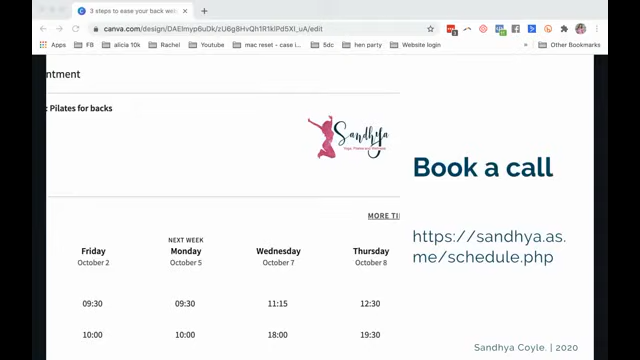 3 steps to ease your back web
canva.com/design/DAEImyp6uDk/zU6g8HvQh1R1klPd5XI_uA/edit
Apps
FB
alicia 10k
Rachel
Youtube
mac reset - case i...
hen party
Website login
Other Bookmarks
ntment
: Pilates for backs
Sandhya
Book a call
MORE TI
https://sandhya.as.
me/schedule.php
NEXT WEEK
Friday Monday Wednesday Thursday
October 2 October 5 October 7 October 8
09:30 09:30 11:15 12:30
10:00 10:00 18:00 19:30
Sandhya Coyle. | 2020